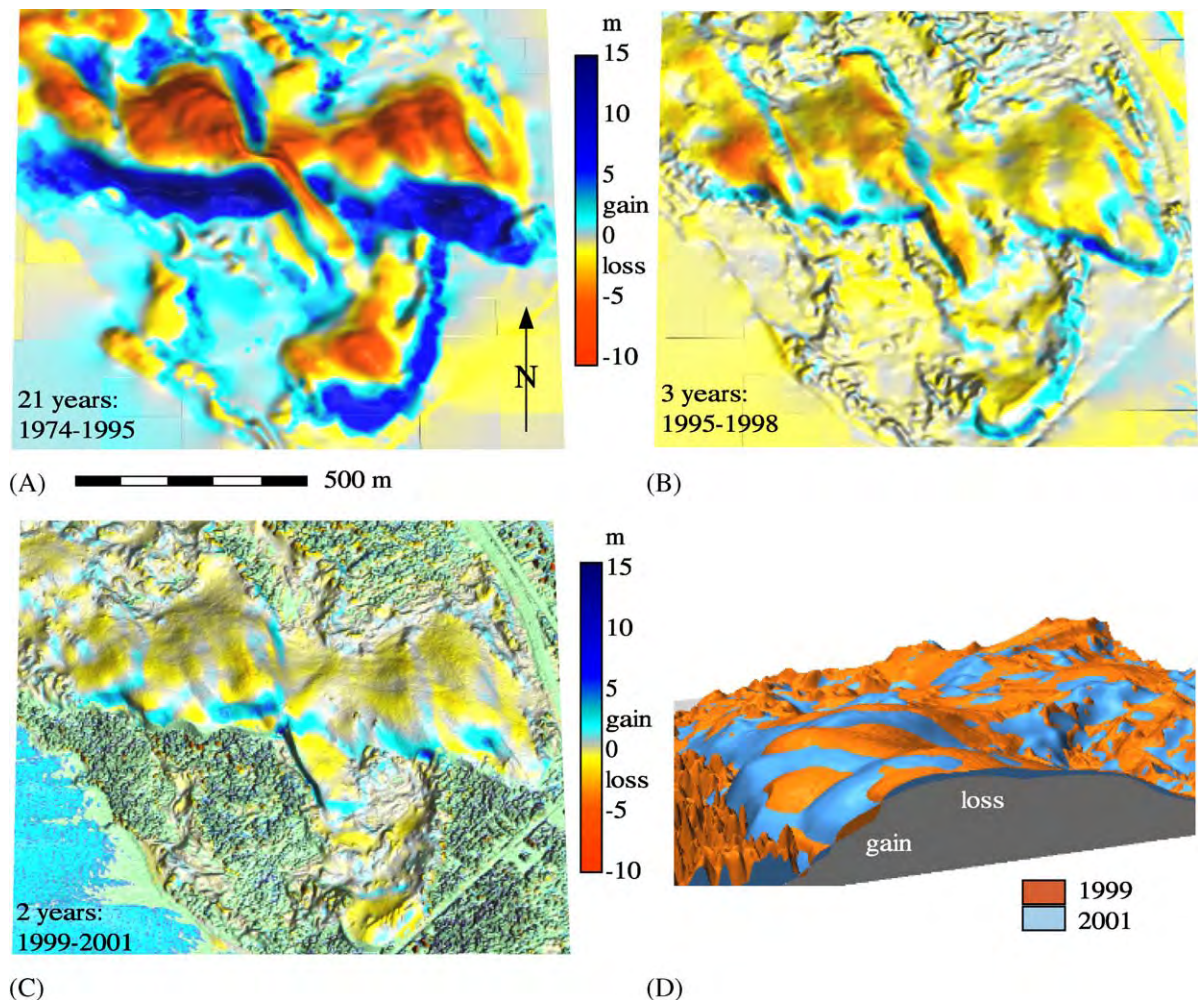 m
15
10
5
gain
0
loss
-5
-10
N
21 years:
1974-1995
3 years:
1995-1998
(A)
500 m
(B)
m
15
10
5
gain
0
loss
-5
-10
2 years:
1999-2001
loss
gain
1999
2001
(C)
(D)